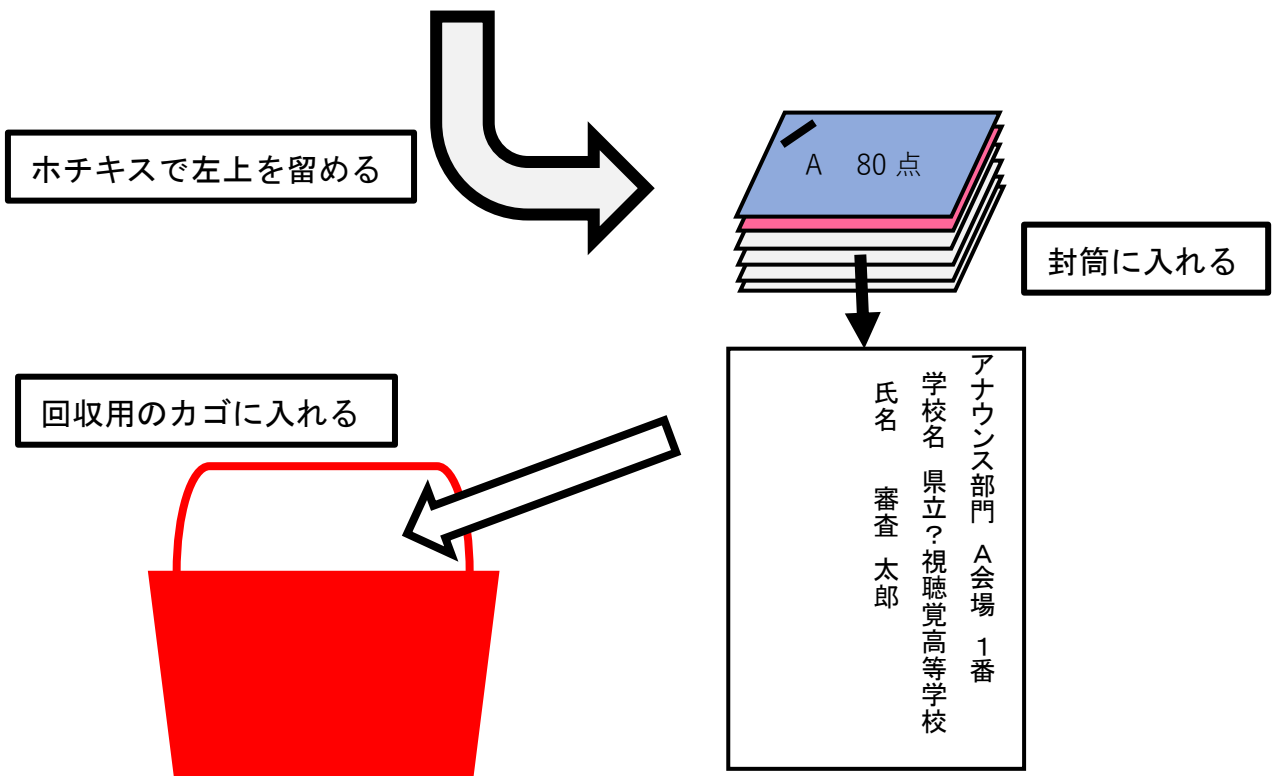 ホチキスで左上を留める
A 80点
封筒に入れる
アナウンス部門 A会場 1番
学校名 県立?視聴覚高等学校
氏名 審査 太郎
回収用のカゴに入れる